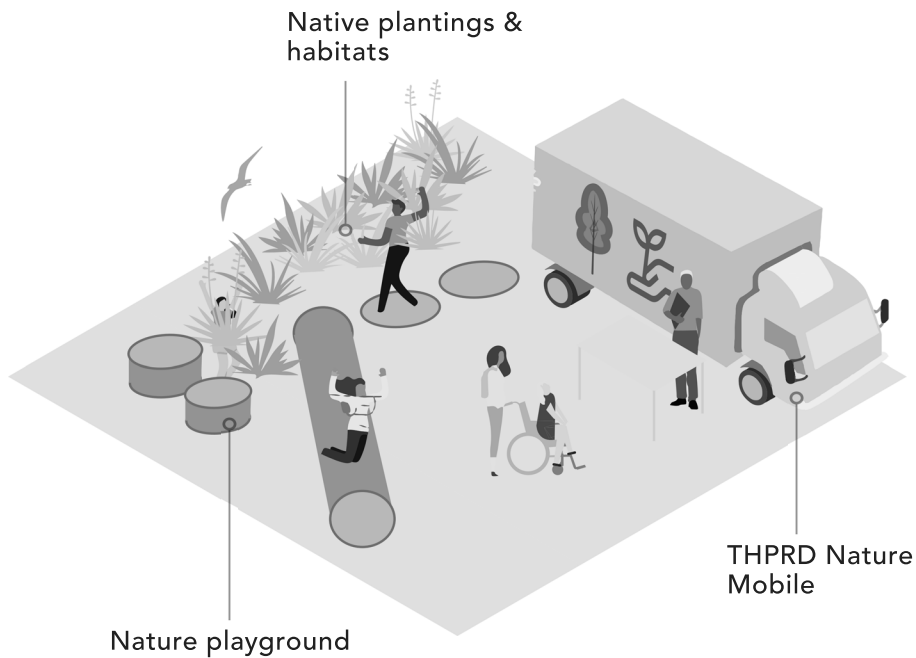 Native plantings &
habitats
THPRD Nature
Mobile
Nature playground